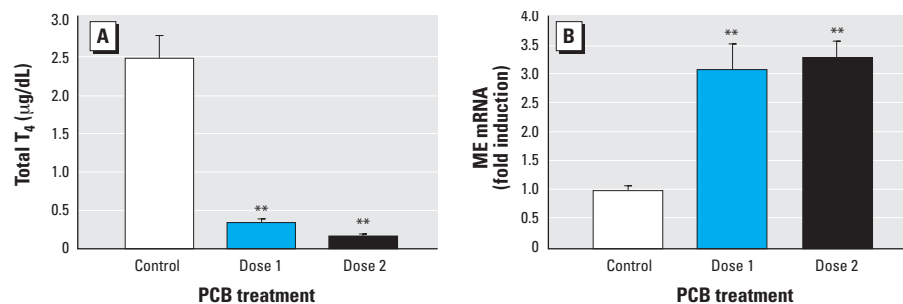 A
Total T4 (μg/dL)
3.0
2.5
2.0
1.5
1.0
0.5
0
**
**
Control Dose 1 Dose 2
PCB treatment
B
ME mRNA
(fold induction)
4.0
3.5
3.0
2.5
2.0
1.5
1.0
0.5
0
**
**
Control Dose 1 Dose 2
PCB treatment